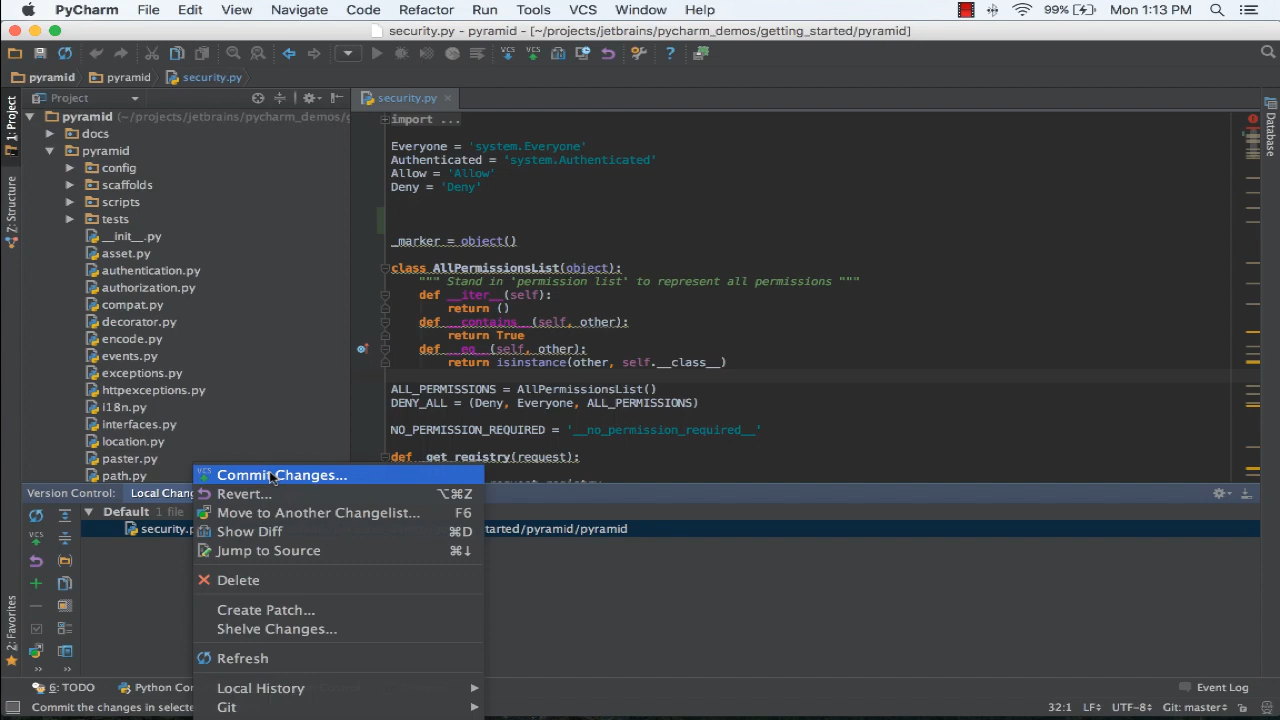 PyCharm File Edit View Navigate Code Refactor Run Tools VCS Window Help 99% Mon 1:13 PM
security.py - pyramid - [~/projects/jetbrains/pycharm_demos/getting_started/pyramid]
pyramid pyramid security.py
1: Project
Z: Structure
2: Favorites
Project
pyramid (~/projects/jetbrains/pycharm_demos/g
docs
pyramid
config
scaffolds
scripts
tests
__init__.py
asset.py
authentication.py
authorization.py
compat.py
decorator.py
encode.py
events.py
exceptions.py
httpexceptions.py
i18n.py
interfaces.py
location.py
paster.py
path.py
security.py
import ...
Everyone = 'system.Everyone'
Authenticated = 'system.Authenticated'
Allow = 'Allow'
Deny = 'Deny'
_marker = object()
class AllPermissionsList(object):
""" Stand in 'permission list' to represent all permissions """
def __iter__(self):
return ()
def __contains__(self, other):
return True
def __eq__(self, other):
return isinstance(other, self.__class__)
ALL_PERMISSIONS = AllPermissionsList()
DENY_ALL = (Deny, Everyone, ALL_PERMISSIONS)
NO_PERMISSION_REQUIRED = '__no_permission_required__'
def _get_registry(request):
Database
Version Control: Local Chang
Default 1 file
security.p
started/pyramid/pyramid
VCS Commit Changes...
Revert... ⌥⌘Z
Move to Another Changelist... F6
Show Diff ⌘D
Jump to Source ⌘↓
Delete
Create Patch...
Shelve Changes...
Refresh
Local History
Git
6: TODO Python Con Event Log
Commit the changes in selecte 32:1 LF÷ UTF-8÷ Git: master÷